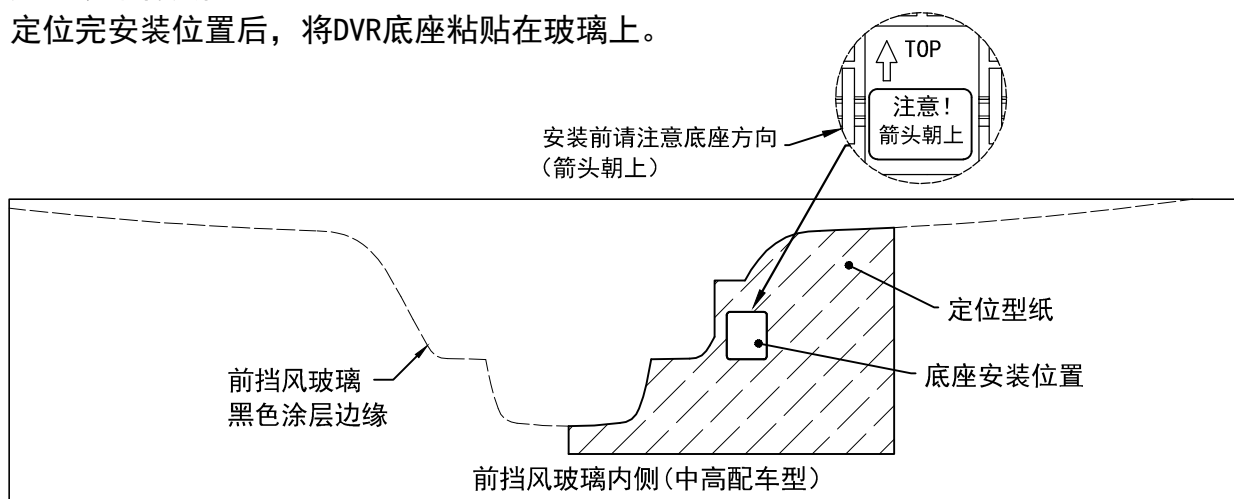 定位完安装位置后，将DVR底座粘贴在玻璃上。
TOP
注意！
箭头朝上
安装前请注意底座方向
（箭头朝上）
定位型纸
底座安装位置
前挡风玻璃
黑色涂层边缘
前挡风玻璃内侧（中高配车型）